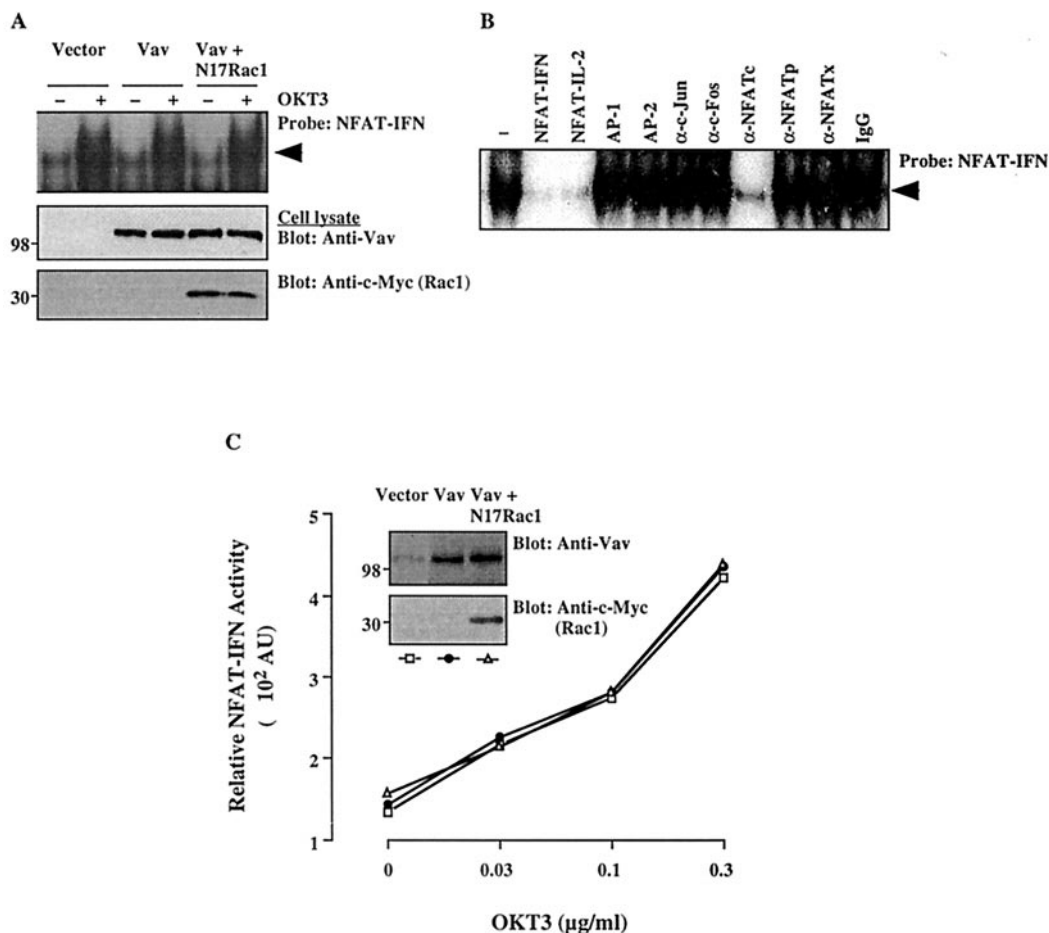 A
Vector Vav Vav +
N17Rac1
– + – + – + OKT3
Probe: NFAT-IFN
Cell lysate
Blot: Anti-Vav
98
Blot: Anti-c-Myc (Rac1)
30
B
– NFAT-IFN NFAT-IL-2 AP-1 AP-2 α-c-Jun α-c-Fos α-NFATc α-NFATp α-NFATx IgG
Probe: NFAT-IFN
C
Vector Vav Vav +
N17Rac1
Blot: Anti-Vav
98
Blot: Anti-c-Myc
(Rac1)
30
Relative NFAT-IFN Activity
( 10² AU)
5
4
3
2
1
0 0.03 0.1 0.3
OKT3 (μg/ml)